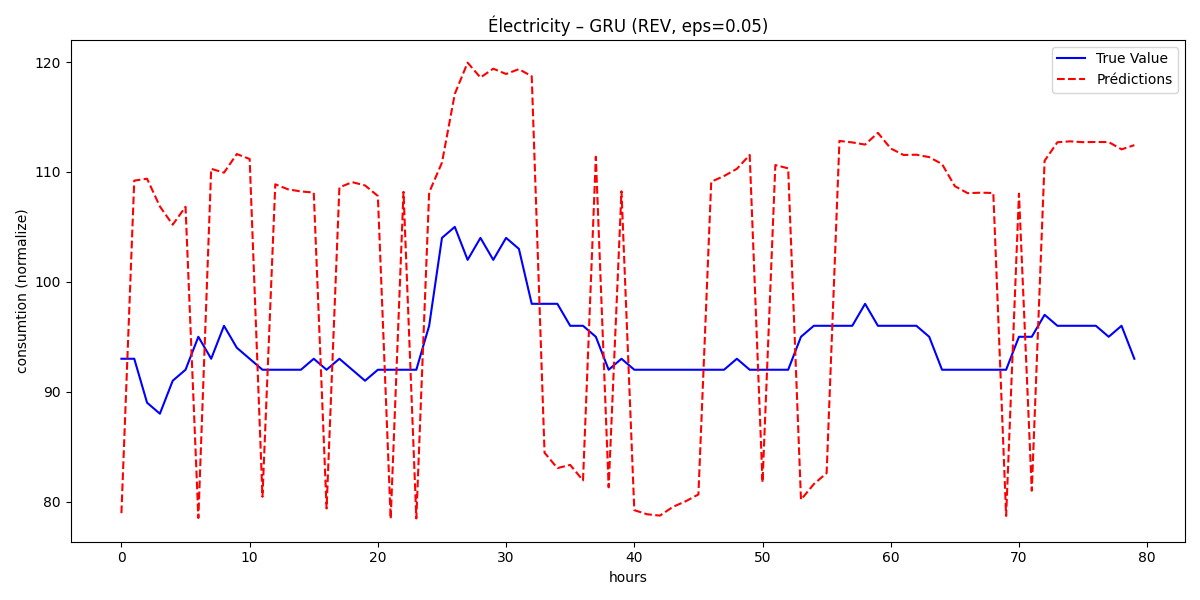 Électricity – GRU (REV, eps=0.05)
True Value
Prédictions
consumtion (normalize)
120
110
100
90
80
0 10 20 30 40 50 60 70 80
hours